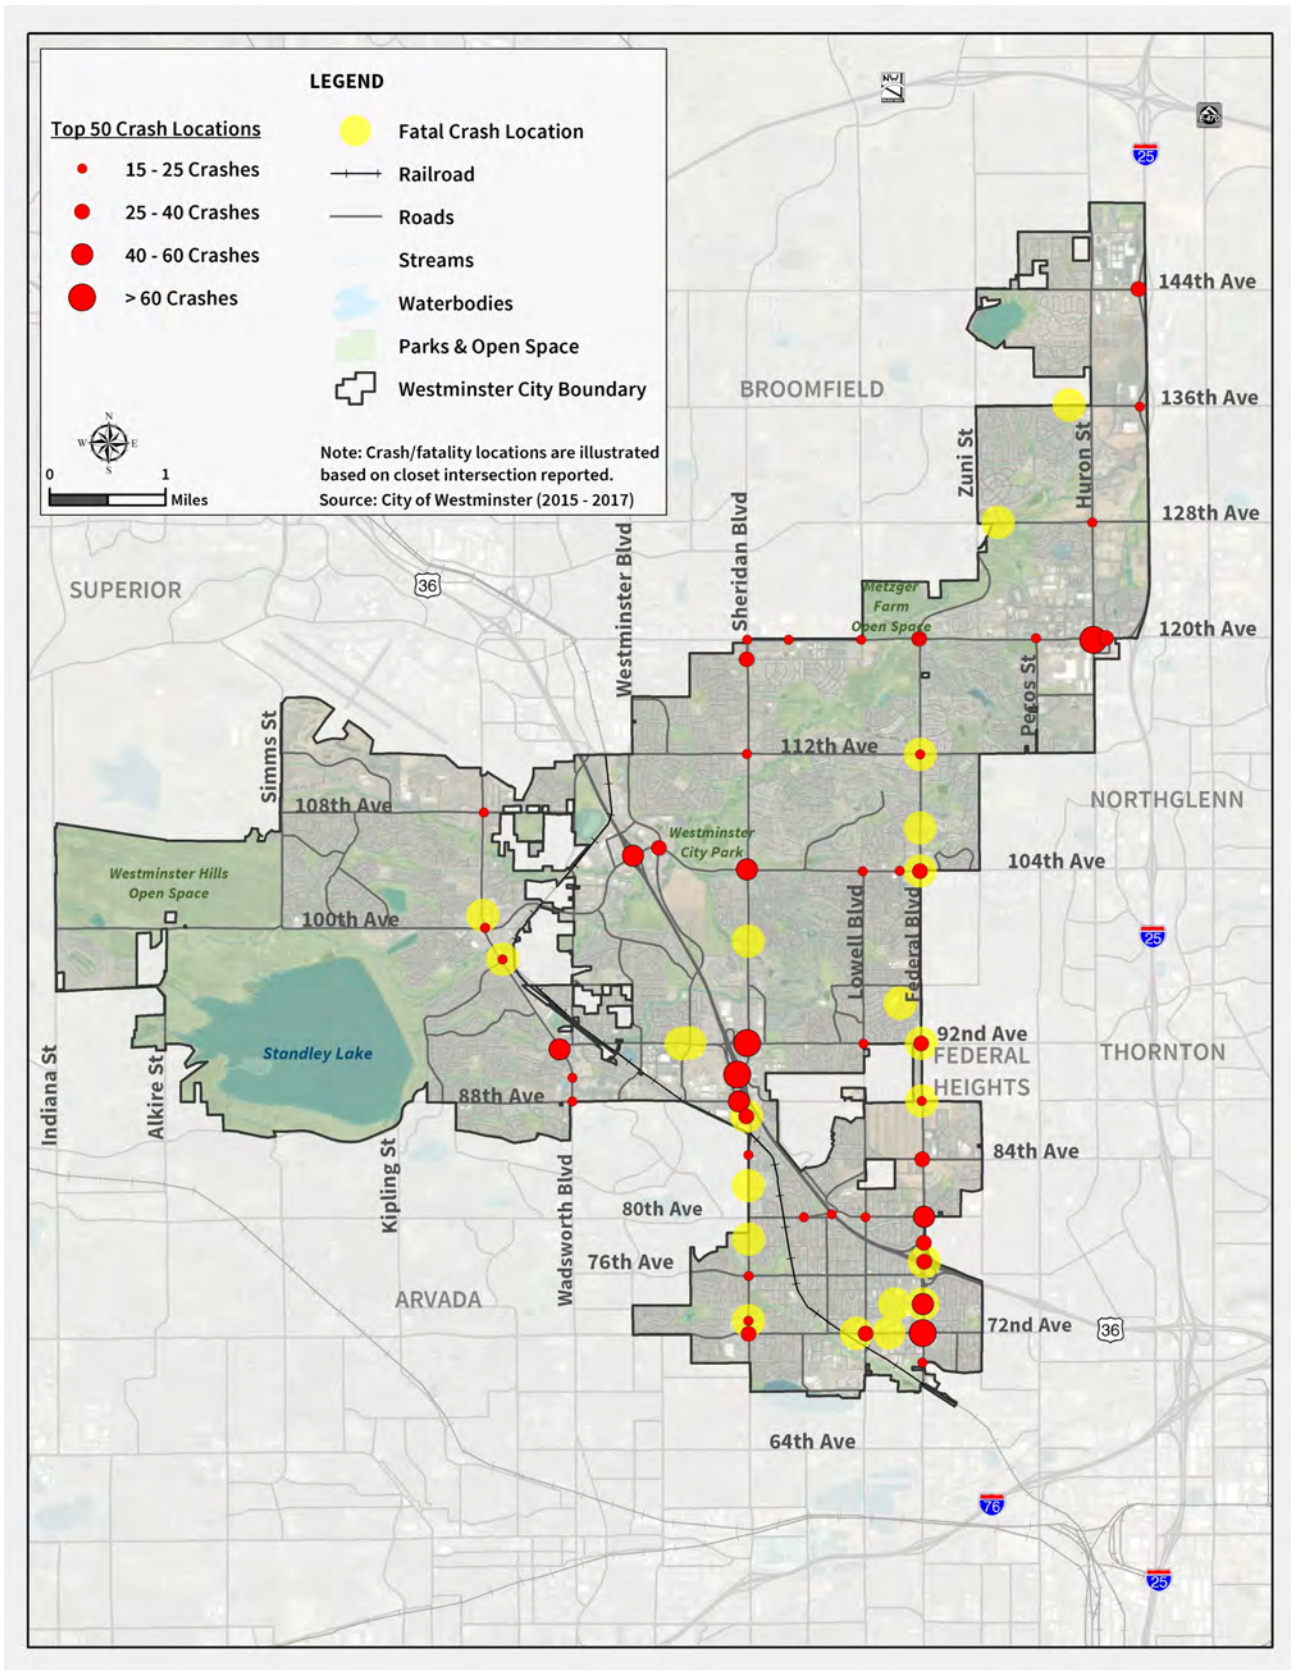 LEGEND
Top 50 Crash Locations
15 - 25 Crashes
25 - 40 Crashes
40 - 60 Crashes
> 60 Crashes
Fatal Crash Location
Railroad
Roads
Streams
Waterbodies
Parks & Open Space
Westminster City Boundary
N
W
E
S
0
1
Miles
Note: Crash/fatality locations are illustrated
based on closet intersection reported.
Source: City of Westminster (2015 - 2017)
NW
E-470
25
144th Ave
BROOMFIELD
136th Ave
Zuni St
Huron St
128th Ave
SUPERIOR
36
Westminster Blvd
Sheridan Blvd
Metzger
Farm
Open Space
120th Ave
Pecos St
Simms St
112th Ave
108th Ave
NORTHGLENN
Westminster
City Park
104th Ave
Westminster Hills
Open Space
100th Ave
Lowell Blvd
Federal Blvd
25
92nd Ave
FEDERAL
HEIGHTS
THORNTON
Standley Lake
Indiana St
Alkire St
88th Ave
Kipling St
Wadsworth Blvd
84th Ave
80th Ave
76th Ave
ARVADA
72nd Ave
36
64th Ave
76
25